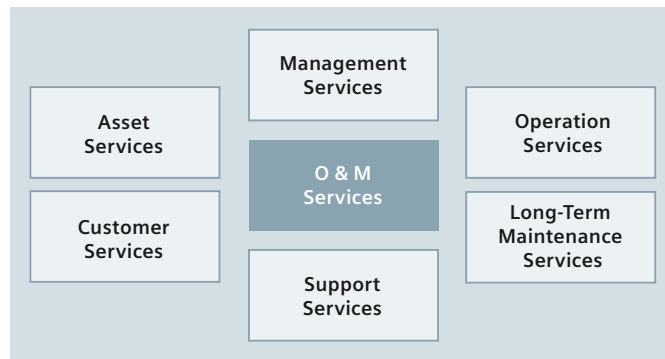 Management
Services
Asset
Services
Operation
Services
O & M
Services
Customer
Services
Long-Term
Maintenance
Services
Support
Services